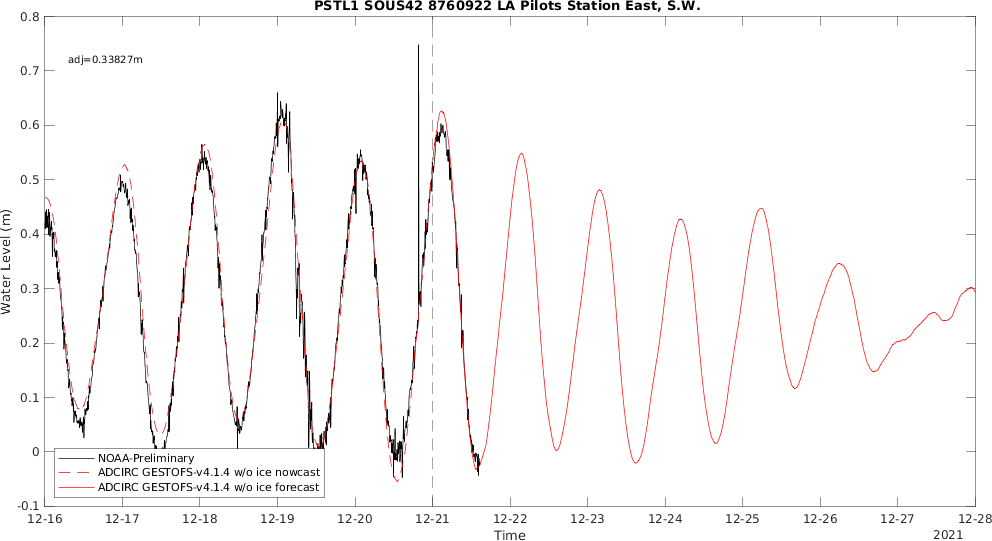 PSTL1 SOUS42 8760922 LA Pilots Station East, S.W.
0.8
adj=0.33827m
0.7
0.6
0.5
0.4
0.3
0.2
0.1
0
-0.1
Water Level (m)
NOAA-Preliminary
ADCIRC GESTOFS-v4.1.4 w/o ice nowcast
ADCIRC GESTOFS-v4.1.4 w/o ice forecast
12-16 12-17 12-18 12-19 12-20 12-21 12-22 12-23 12-24 12-25 12-26 12-27 12-28
Time
2021